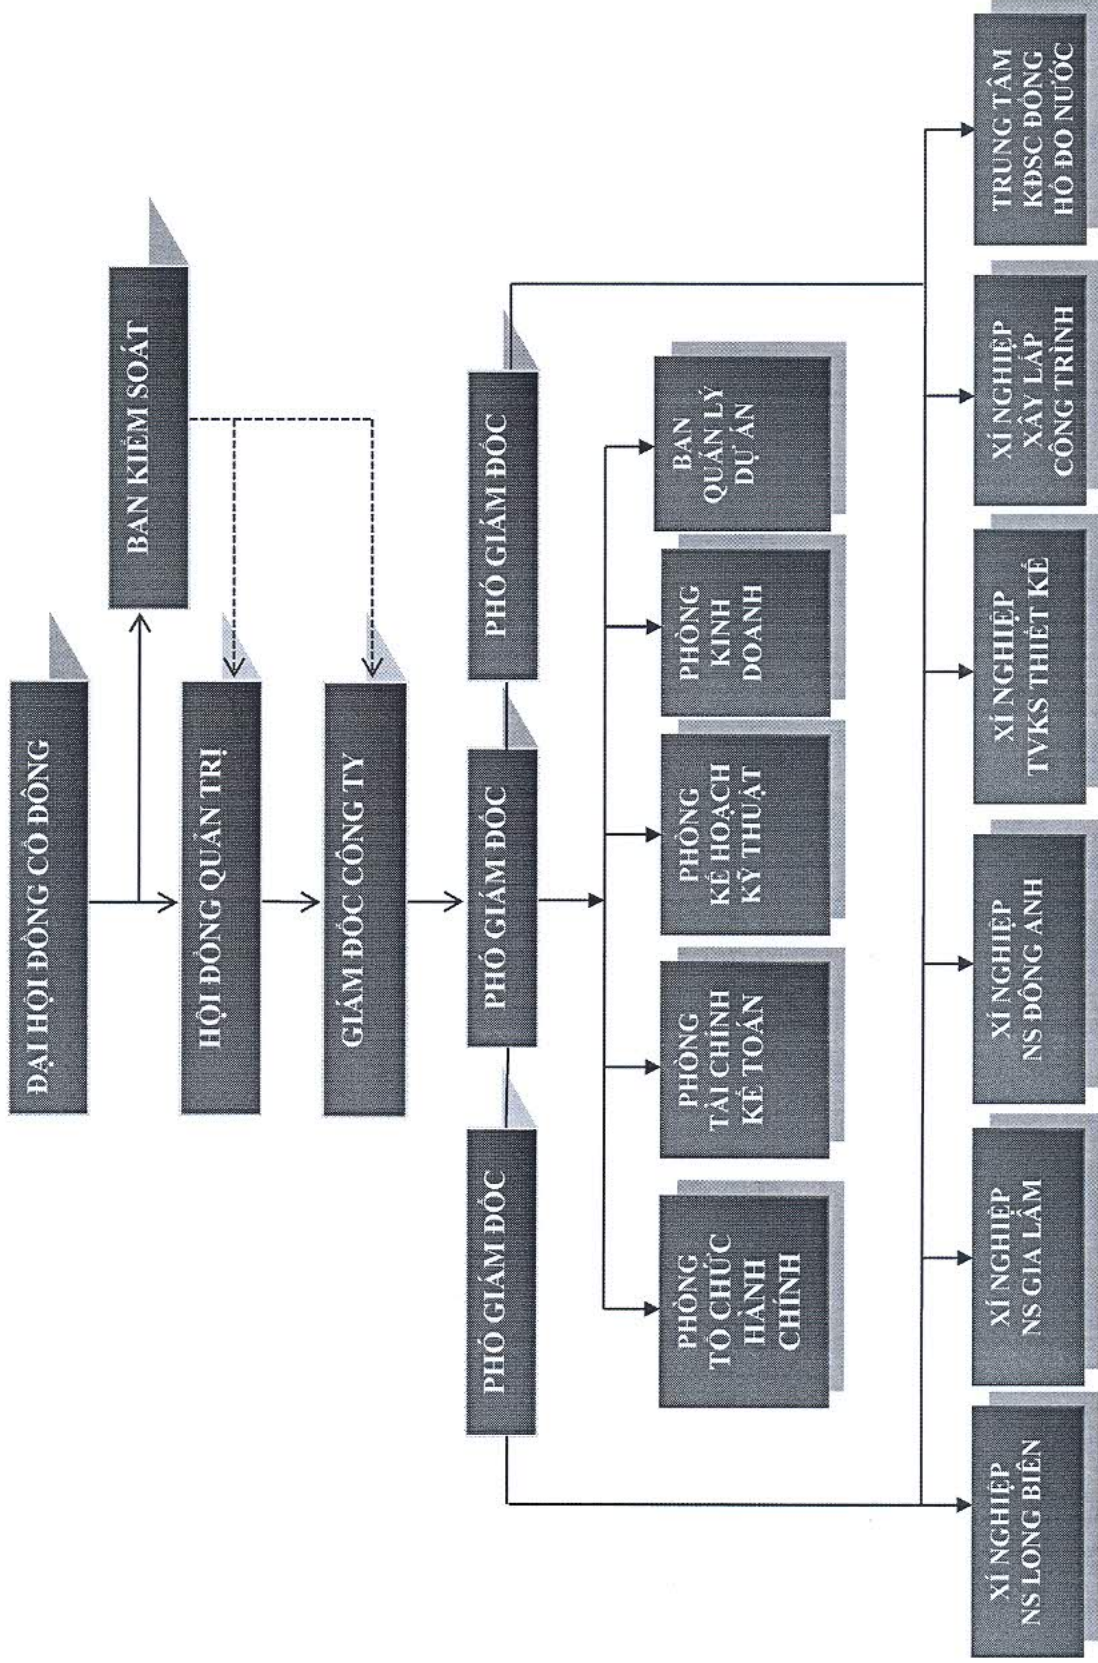 ĐẠI HỘI ĐỒNG CỔ ĐÔNG
BAN KIỂM SOÁT
HỘI ĐỒNG QUẢN TRỊ
GIÁM ĐỐC CÔNG TY
PHÓ GIÁM ĐỐC
PHÓ GIÁM ĐỐC
PHÓ GIÁM ĐỐC
PHÒNG
TỔ CHỨC
HÀNH
CHÍNH
PHÒNG
TÀI CHÍNH
KẾ TOÁN
PHÒNG
KẾ HOẠCH
KỸ THUẬT
PHÒNG
KINH
DOANH
BAN
QUẢN LÝ
DỰ ÁN
XÍ NGHIỆP
NS LONG BIÊN
XÍ NGHIỆP
NS GIA LÂM
XÍ NGHIỆP
NS ĐÔNG ANH
XÍ NGHIỆP
TVKS THIẾT KẾ
XÍ NGHIỆP
XÂY LẮP
CÔNG TRÌNH
TRUNG TÂM
KĐSC ĐỒNG
HỒ ĐO NƯỚC